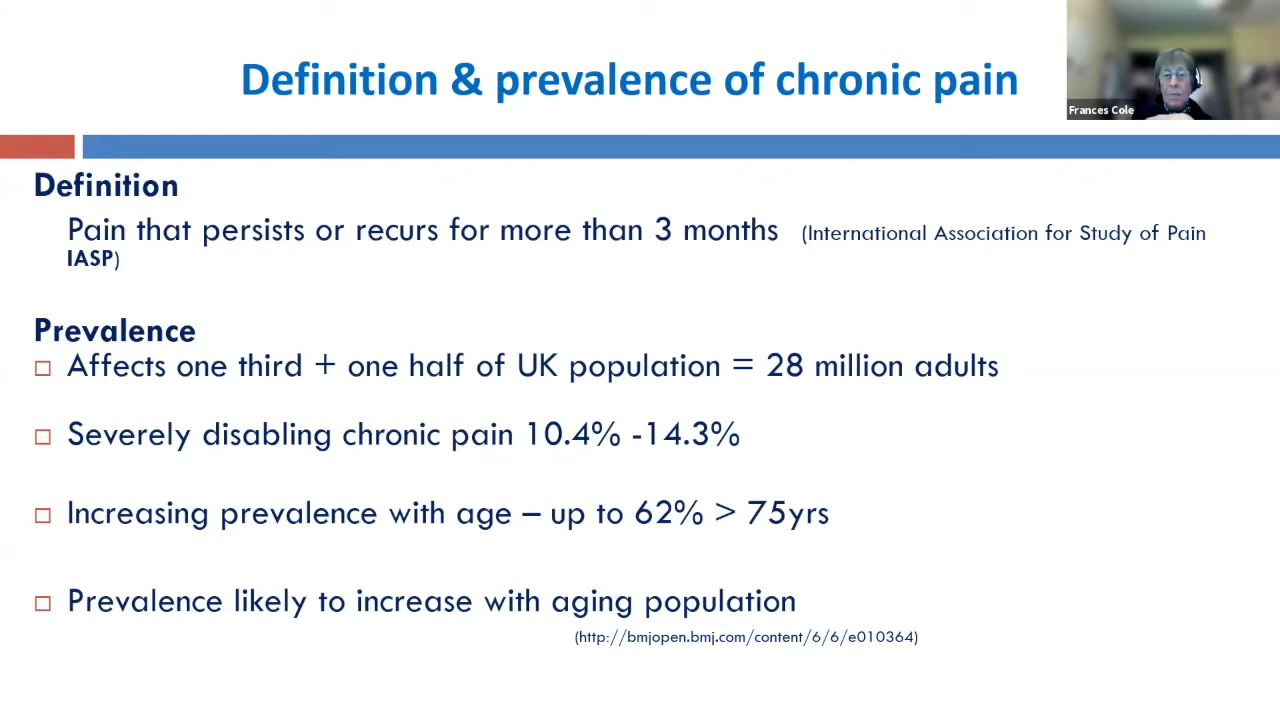 Definition & prevalence of chronic pain
Frances Cole
Definition
Pain that persists or recurs for more than 3 months (International Association for Study of Pain
IASP)
Prevalence
Affects one third + one half of UK population = 28 million adults
Severely disabling chronic pain 10.4% -14.3%
Increasing prevalence with age – up to 62% > 75yrs
Prevalence likely to increase with aging population
(http://bmjopen.bmj.com/content/6/6/e010364)